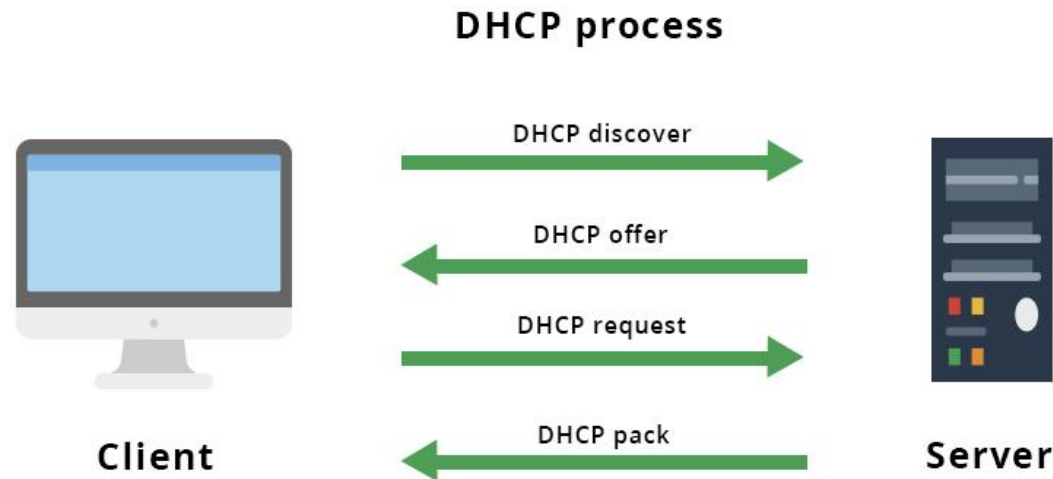 DHCP process
DHCP discover
DHCP offer
DHCP request
DHCP pack
Client
Server